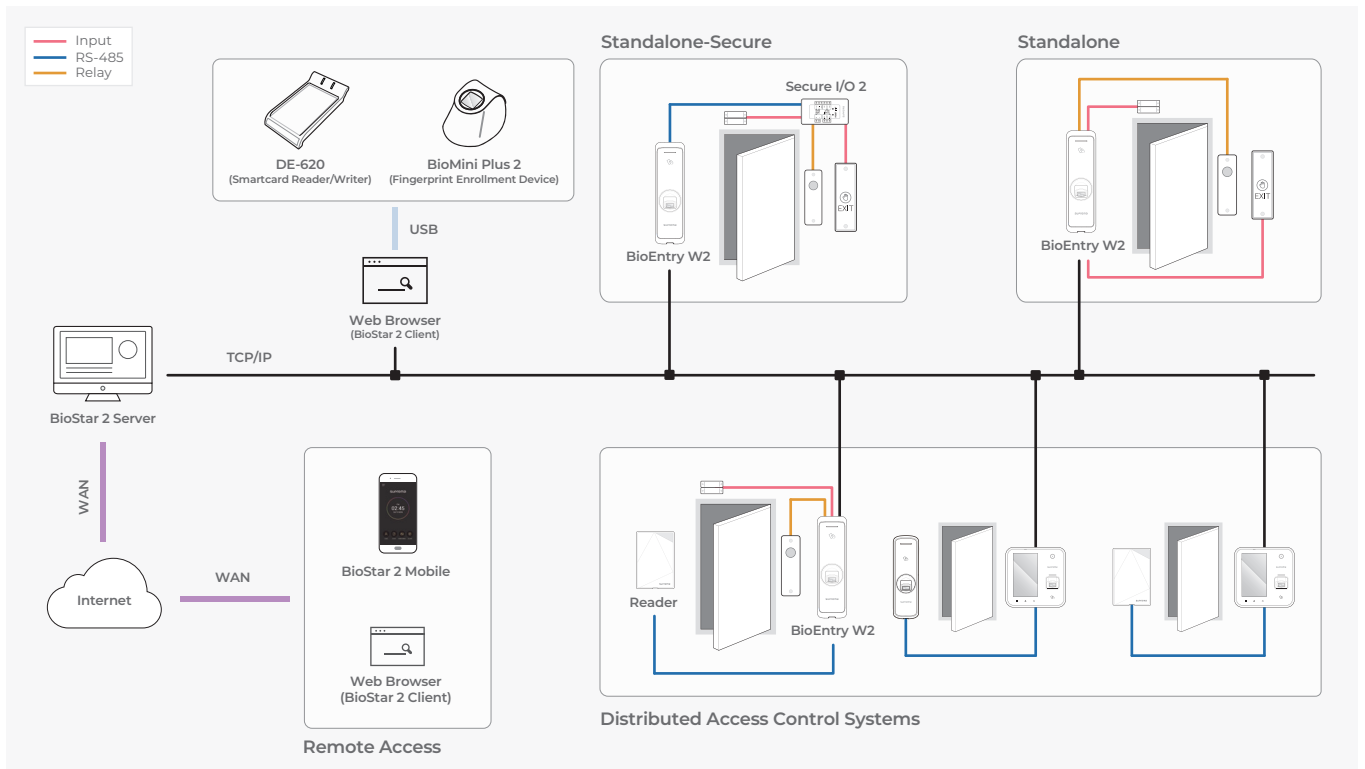 Input
RS-485
Relay
DE-620
(Smartcard Reader/Writer)
BioMini Plus 2
(Fingerprint Enrollment Device)
USB
Web Browser
(BioStar 2 Client)
Standalone-Secure
Secure I/O 2
EXIT
BioEntry W2
Standalone
EXIT
BioEntry W2
TCP/IP
BioStar 2 Server
WAN
Internet
WAN
02:45
BioStar 2 Mobile
Web Browser
(BioStar 2 Client)
Remote Access
Reader
BioEntry W2
Distributed Access Control Systems